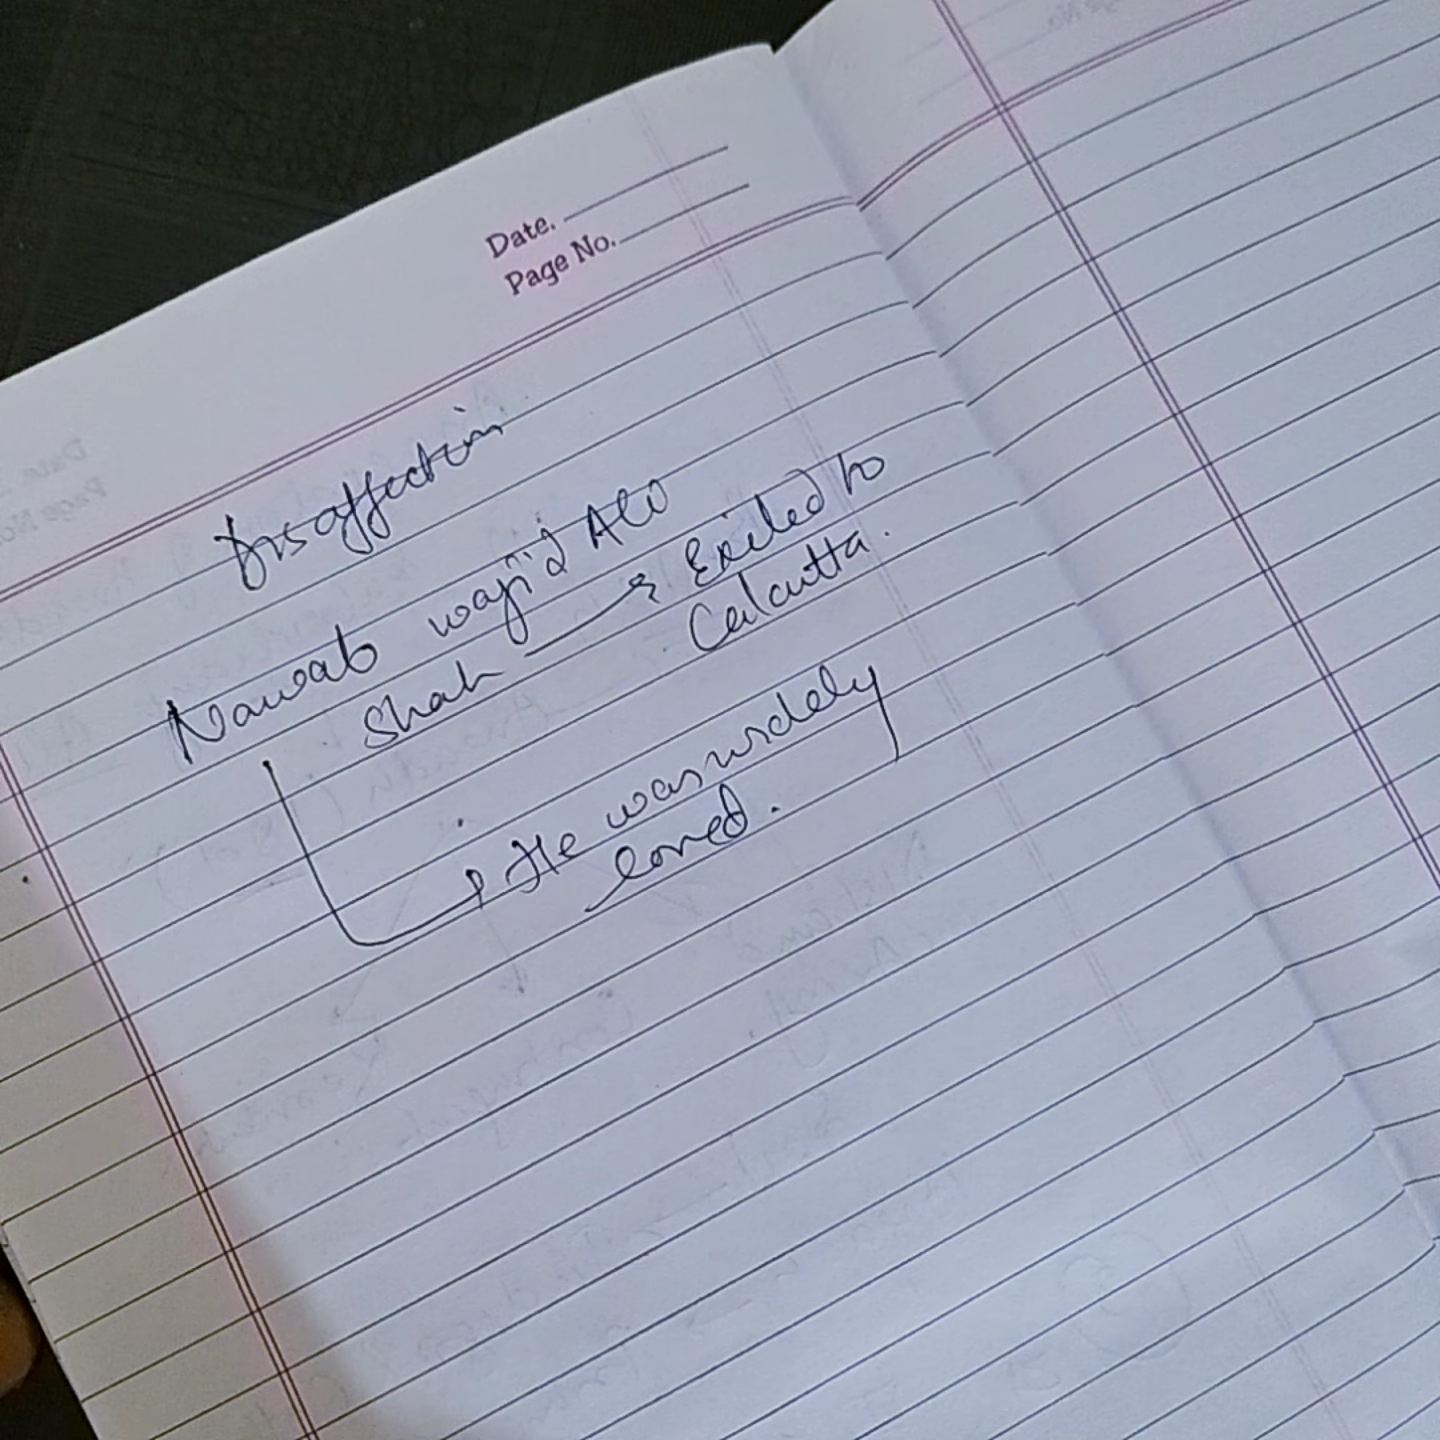 Date.
Page No.
Disaffection
Nawab wajid Ali
Shah → Exiled to
Calcutta.
→ He was widely
loved.